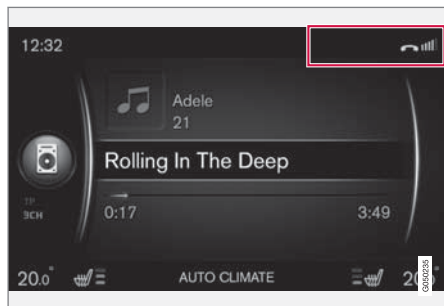 12:32
Adele
21
Rolling In The Deep
TP
3CH
0:17
3:49
20.0°
AUTO CLIMATE
G050235